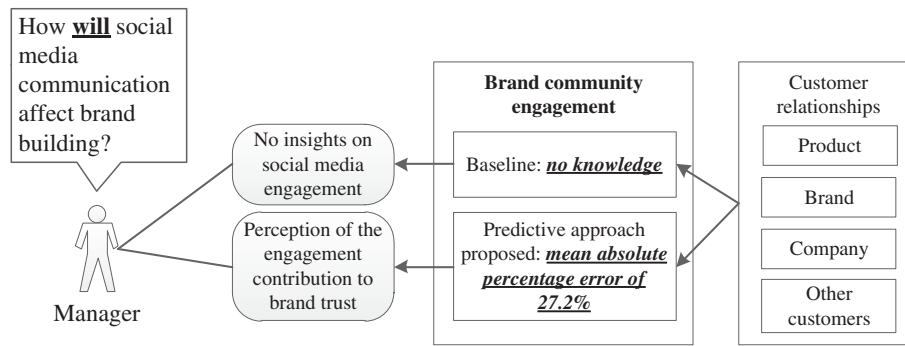 How will social
media
communication
affect brand
building?
Manager
No insights on
social media
engagement
Perception of the
engagement
contribution to
brand trust
Brand community
engagement
Baseline: no knowledge
Predictive approach
proposed: mean absolute
percentage error of
27.2%
Customer
relationships
Product
Brand
Company
Other
customers